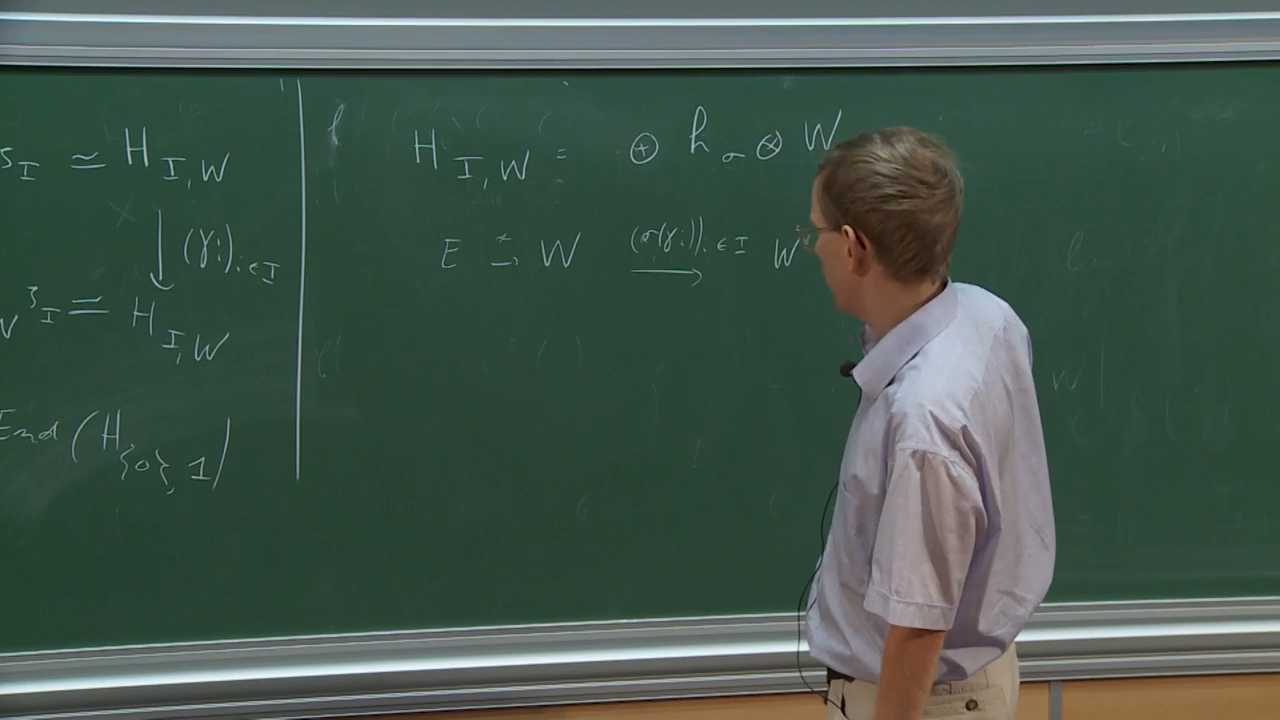 S_I ≃ H_{I,W}
↓ (γ_i)_{i∈I}
W ^3_I ≃ H_{I,W}
End (H_{{0},1})
H_{I,W} = ⊕ h_σ ⊗ W
E →^x W →^{(σ(γ_i))_{i∈I}} W